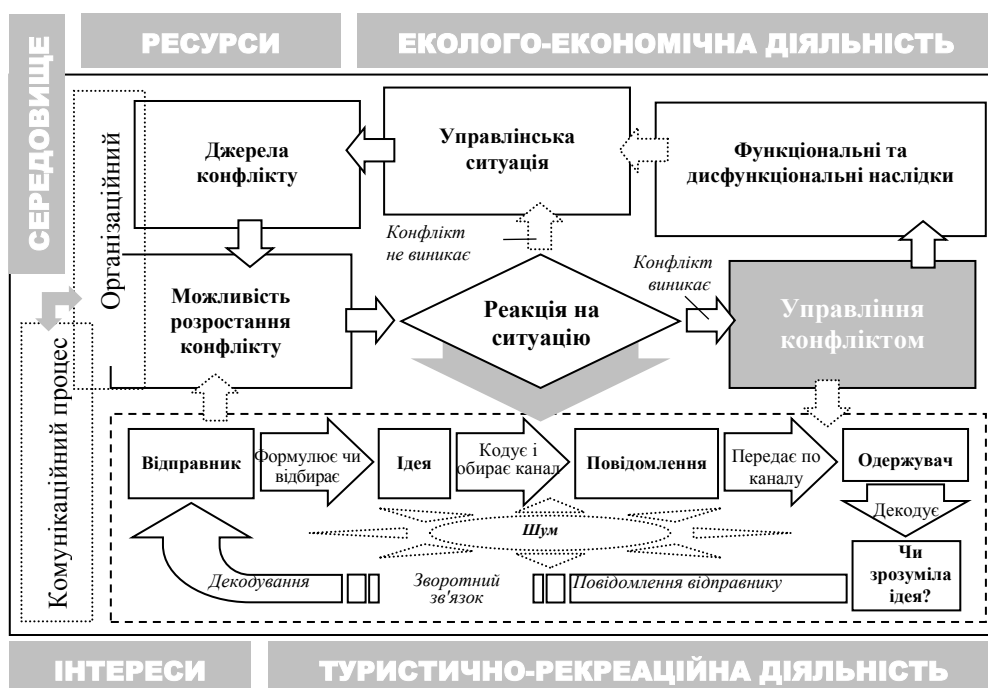 РЕСУРСИ
ЕКОЛОГО-ЕКОНОМІЧНА ДІЯЛЬНІСТЬ
СЕРЕДОВИЩЕ
Організаційний
Джерела
конфлікту
Управлінська
ситуація
Функціональні та
дисфункціональні наслідки
Конфлікт
не виникає
Конфлікт
виникає
Можливість
розростання
конфлікту
Реакція на
ситуацію
Управління
конфліктом
Комунікаційний процес
Відправник
Формулює чи
відбирає
Ідея
Кодує і
обирає канал
Повідомлення
Передає по
каналу
Одержувач
Декодує
Шум
Чи
зрозуміла
ідея?
Декодування
Зворотний
зв'язок
Повідомлення відправнику
ІНТЕРЕСИ
ТУРИСТИЧНО-РЕКРЕАЦІЙНА ДІЯЛЬНІСТЬ